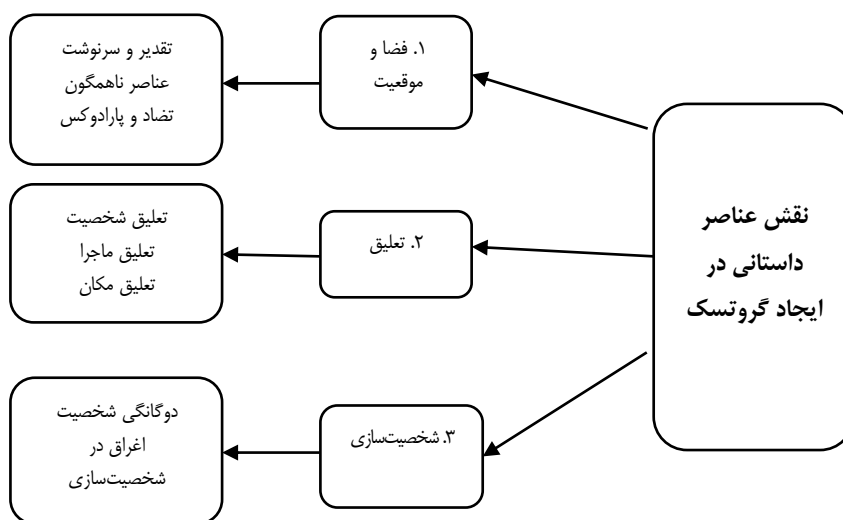 نقش عناصر
داستانی در
ایجاد گروتسک
۱. فضا و
موقعیت
تقدیر و سرنوشت
عناصر ناهمگون
تضاد و پارادوکس
۲. تعلیق
تعلیق شخصیت
تعلیق ماجرا
تعلیق مکان
۳. شخصیت‌سازی
دوگانگی شخصیت
اغراق در
شخصیت‌سازی